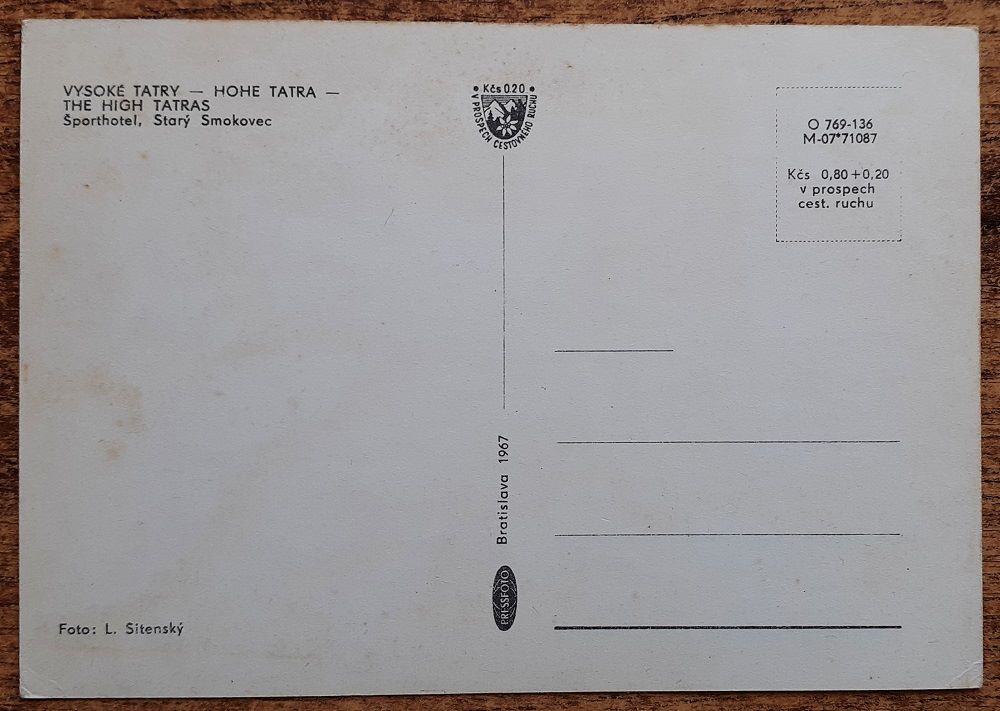 VYSOKÉ TATRY — HOHE TATRA —
THE HIGH TATRAS
Športhotel, Starý Smokovec
Kčs 0.20
V PROSPECH CESTOVNÉHO RUCHU
O 769-136
M-07*71087
Kčs 0,80+0,20
v prospech
cest. ruchu
Bratislava 1967
PRESSFOTO
Foto: L. Sitenský